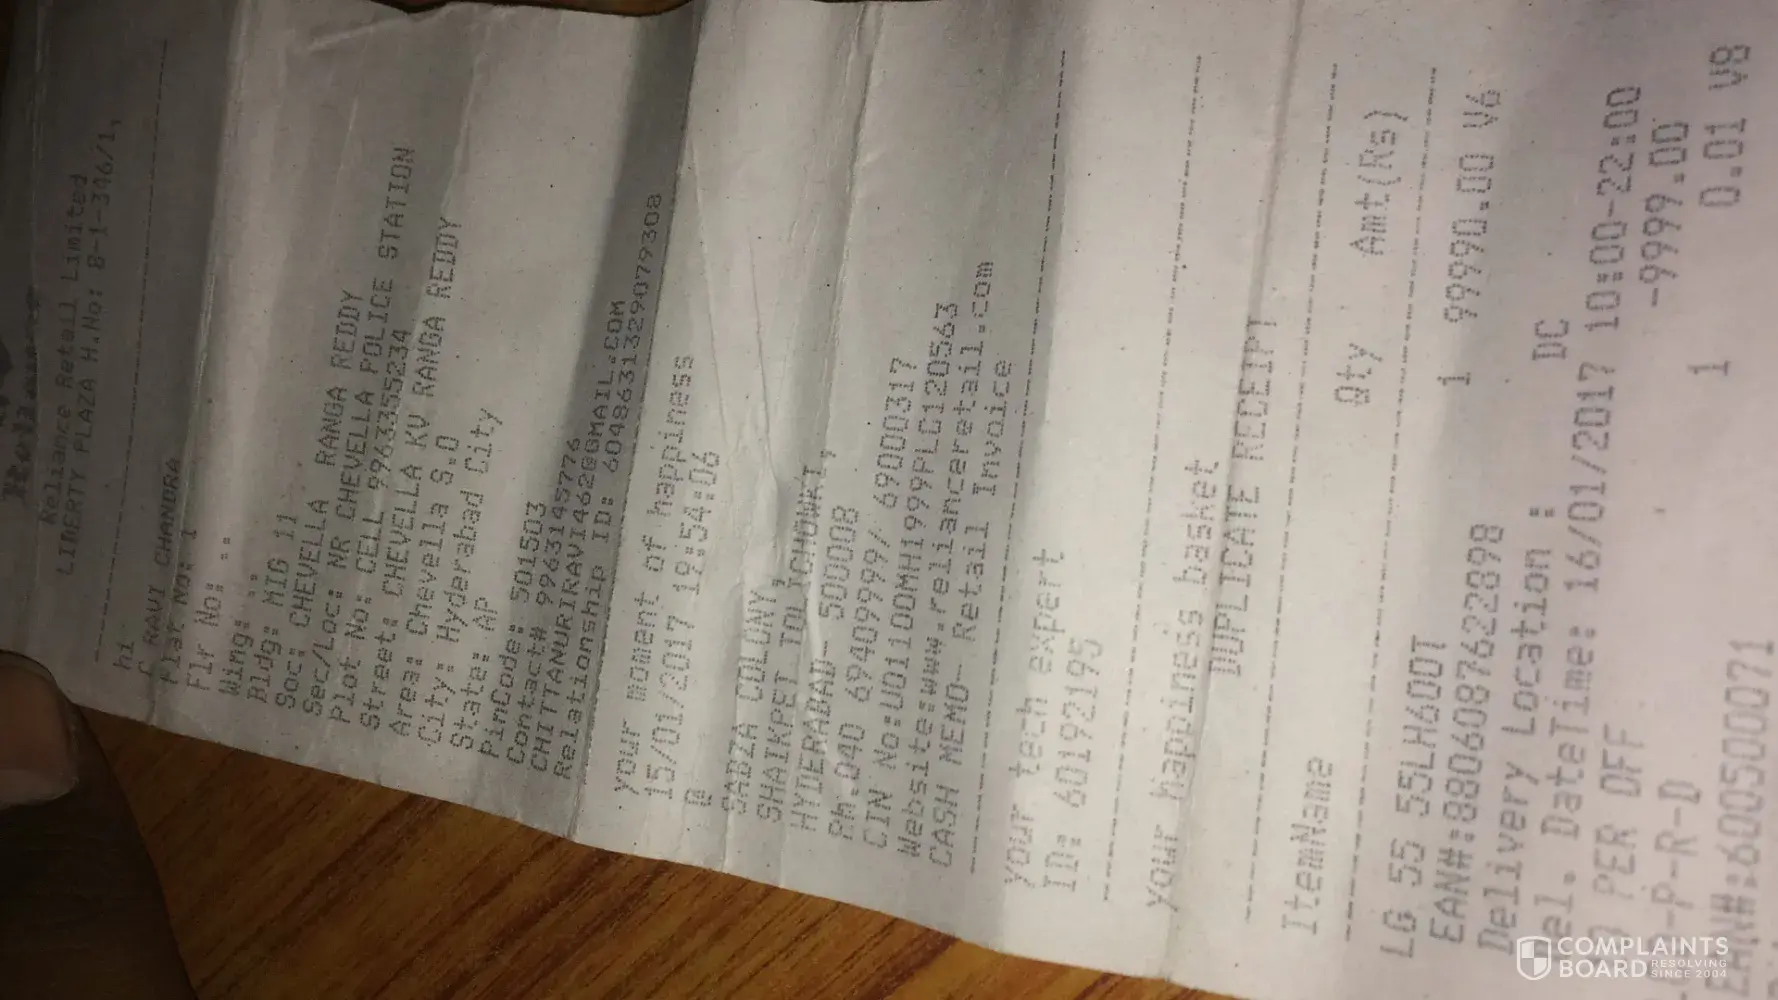 Reliance
Reliance Retail Limited
LIBERTY PLAZA H.No: 8-1-346/1,
hi
C RAVI CHANDRA
Flat No: 1
Flr No: ..
Wing: ..
Bldg: MIG 11
Soc: CHEVELLA RANGA REDDY
Sec/Loc: NR CHEVELLA POLICE STATION
Plot No: CELL 9963355234
Street: CHEVELLA KV RANGA REDDY
Area: Chevella S.O
City: Hyderabad City
State: AP
PinCode: 501503
Contact# 9963145776
CHITTANURIRAVI462@GMAIL.COM
Relationship ID: 6048631329079308
your moment of happiness
15/01/2017 19:54:06
@
SABZA COLONY,
SHAIKPET TOLICHOWKI,
HYDERABAD- 500008
Ph.040 69409999/ 69000317
CIN No:U01100MH1999PLC120563
Website:www.relianceretail.com
CASH MEMO- Retail Invoice
your tech expert
ID: 60192195
your happiness basket
DUPLICATE RECEIPT
ItemName Qty Amt(Rs)
LG 55 55LH600T 1 99990.00 V6
EAN#:8806087622898
Delivery Location : DC
Del. DateTime: 16/01/2017 10:00-22:00
PER OFF -9999.00
-P-R-D 1 0.01 V8
EAN#:600500071
COMPLAINTS
BOARD RESOLVING
SINCE 2004